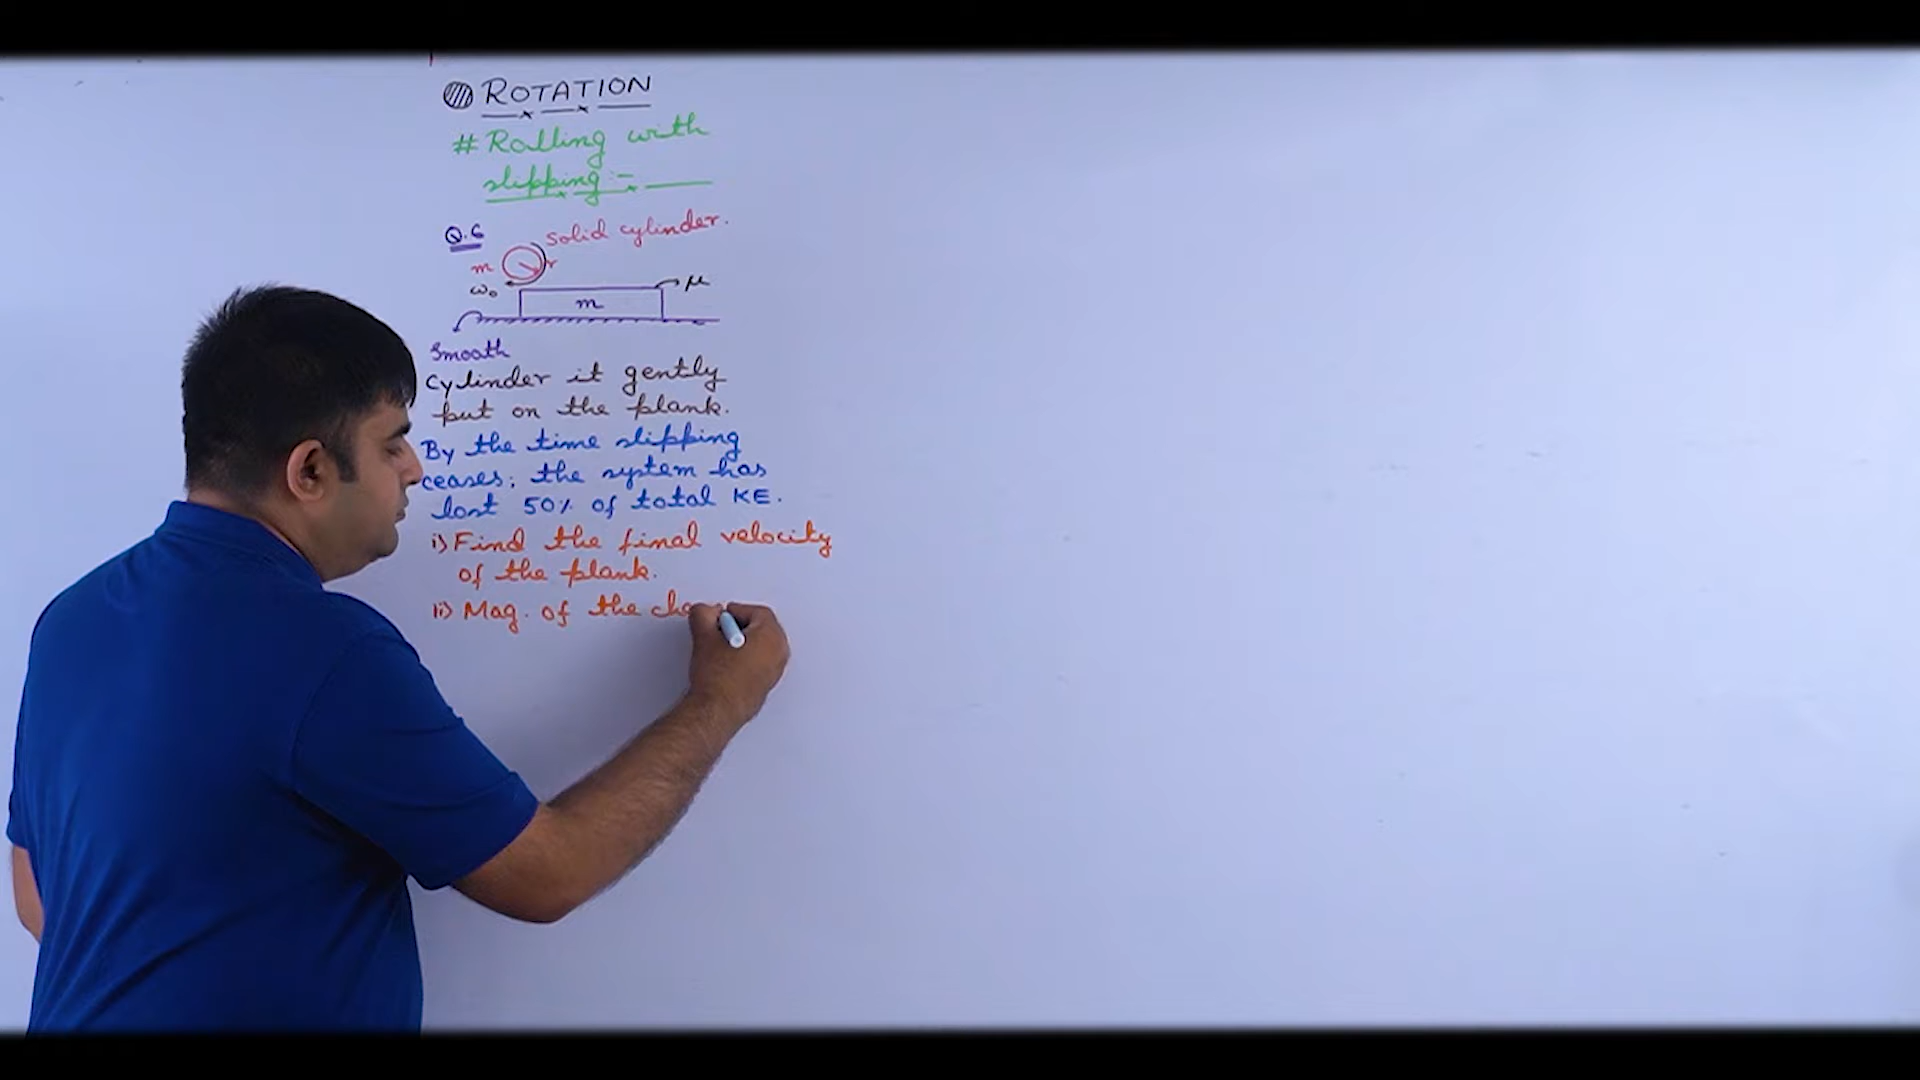 ROTATION
# Rolling with
slipping :-
Q.6
solid cylinder.
m
r
ω₀
μ
m
Smooth
Cylinder it gently
put on the plank.
By the time slipping
ceases; the system has
lost 50% of total KE.
i) Find the final velocity
of the plank.
ii) Mag. of the